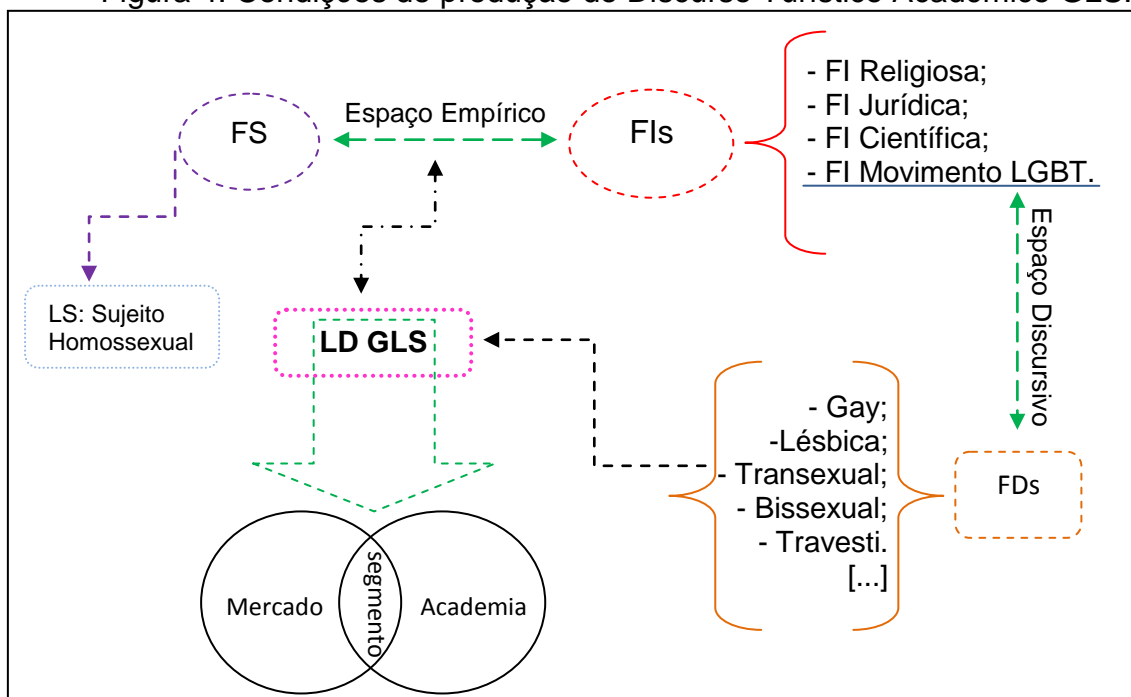 FS
Espaço Empírico
FIs
- FI Religiosa;
- FI Jurídica;
- FI Científica;
- FI Movimento LGBT.
Espaço Discursivo
LS: Sujeito
Homossexual
LD GLS
- Gay;
-Lésbica;
- Transexual;
- Bissexual;
- Travesti.
[...]
FDs
Mercado
segmento
Academia